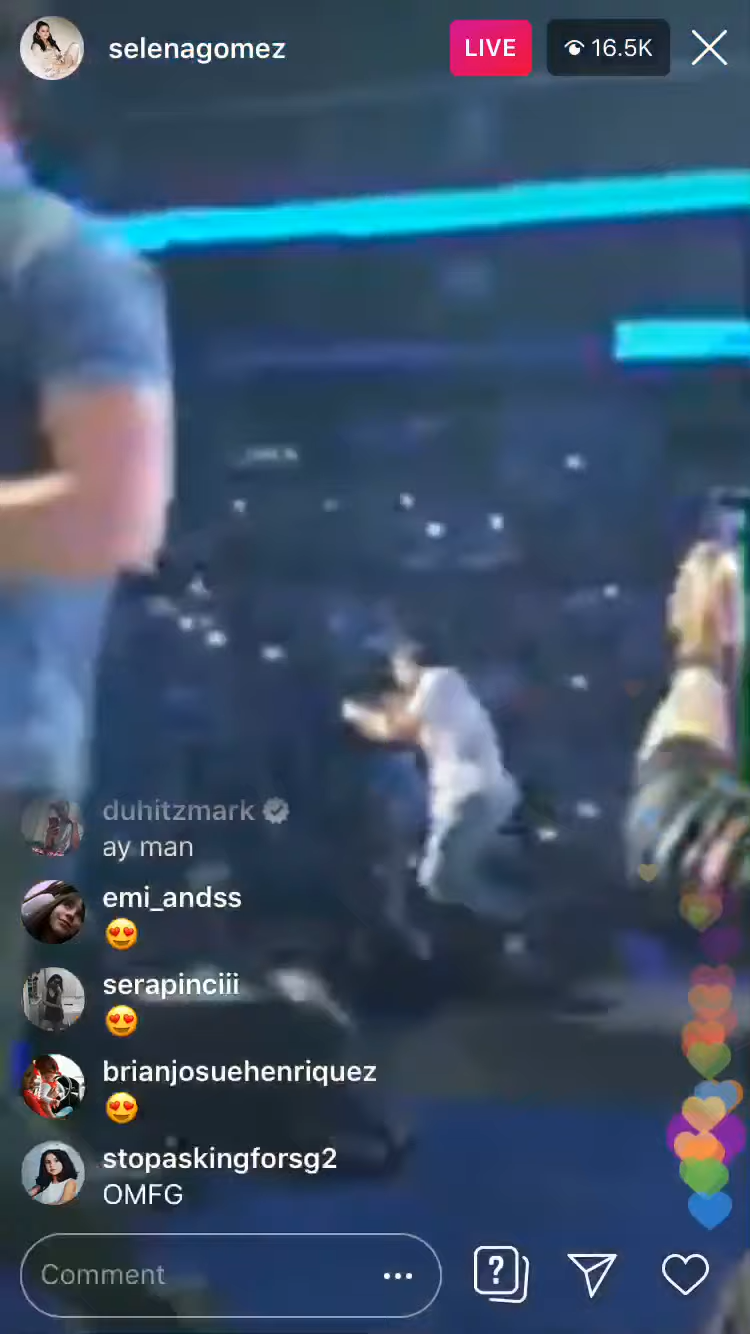 selenagomez
LIVE
16.5K
duhitzmark
ay man
emi_andss
😍
serapinciii
😍
brianjosuehenriquez
😍
stopaskingforsg2
OMFG
Comment